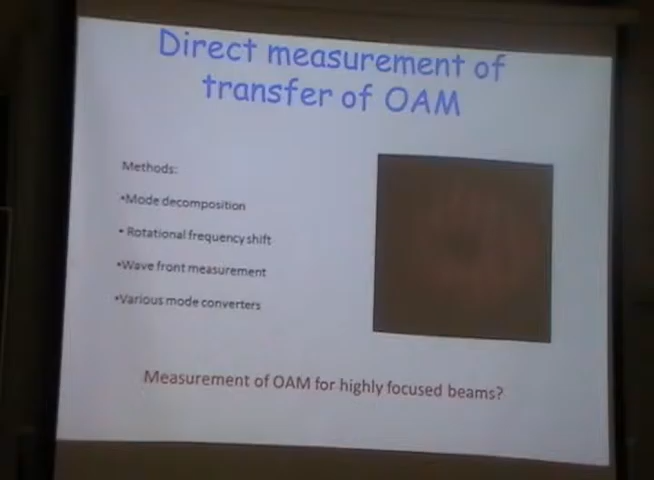 Direct measurement of
transfer of OAM
Methods:
•Mode decomposition
• Rotational frequency shift
•Wave front measurement
•Various mode converters
Measurement of OAM for highly focused beams?